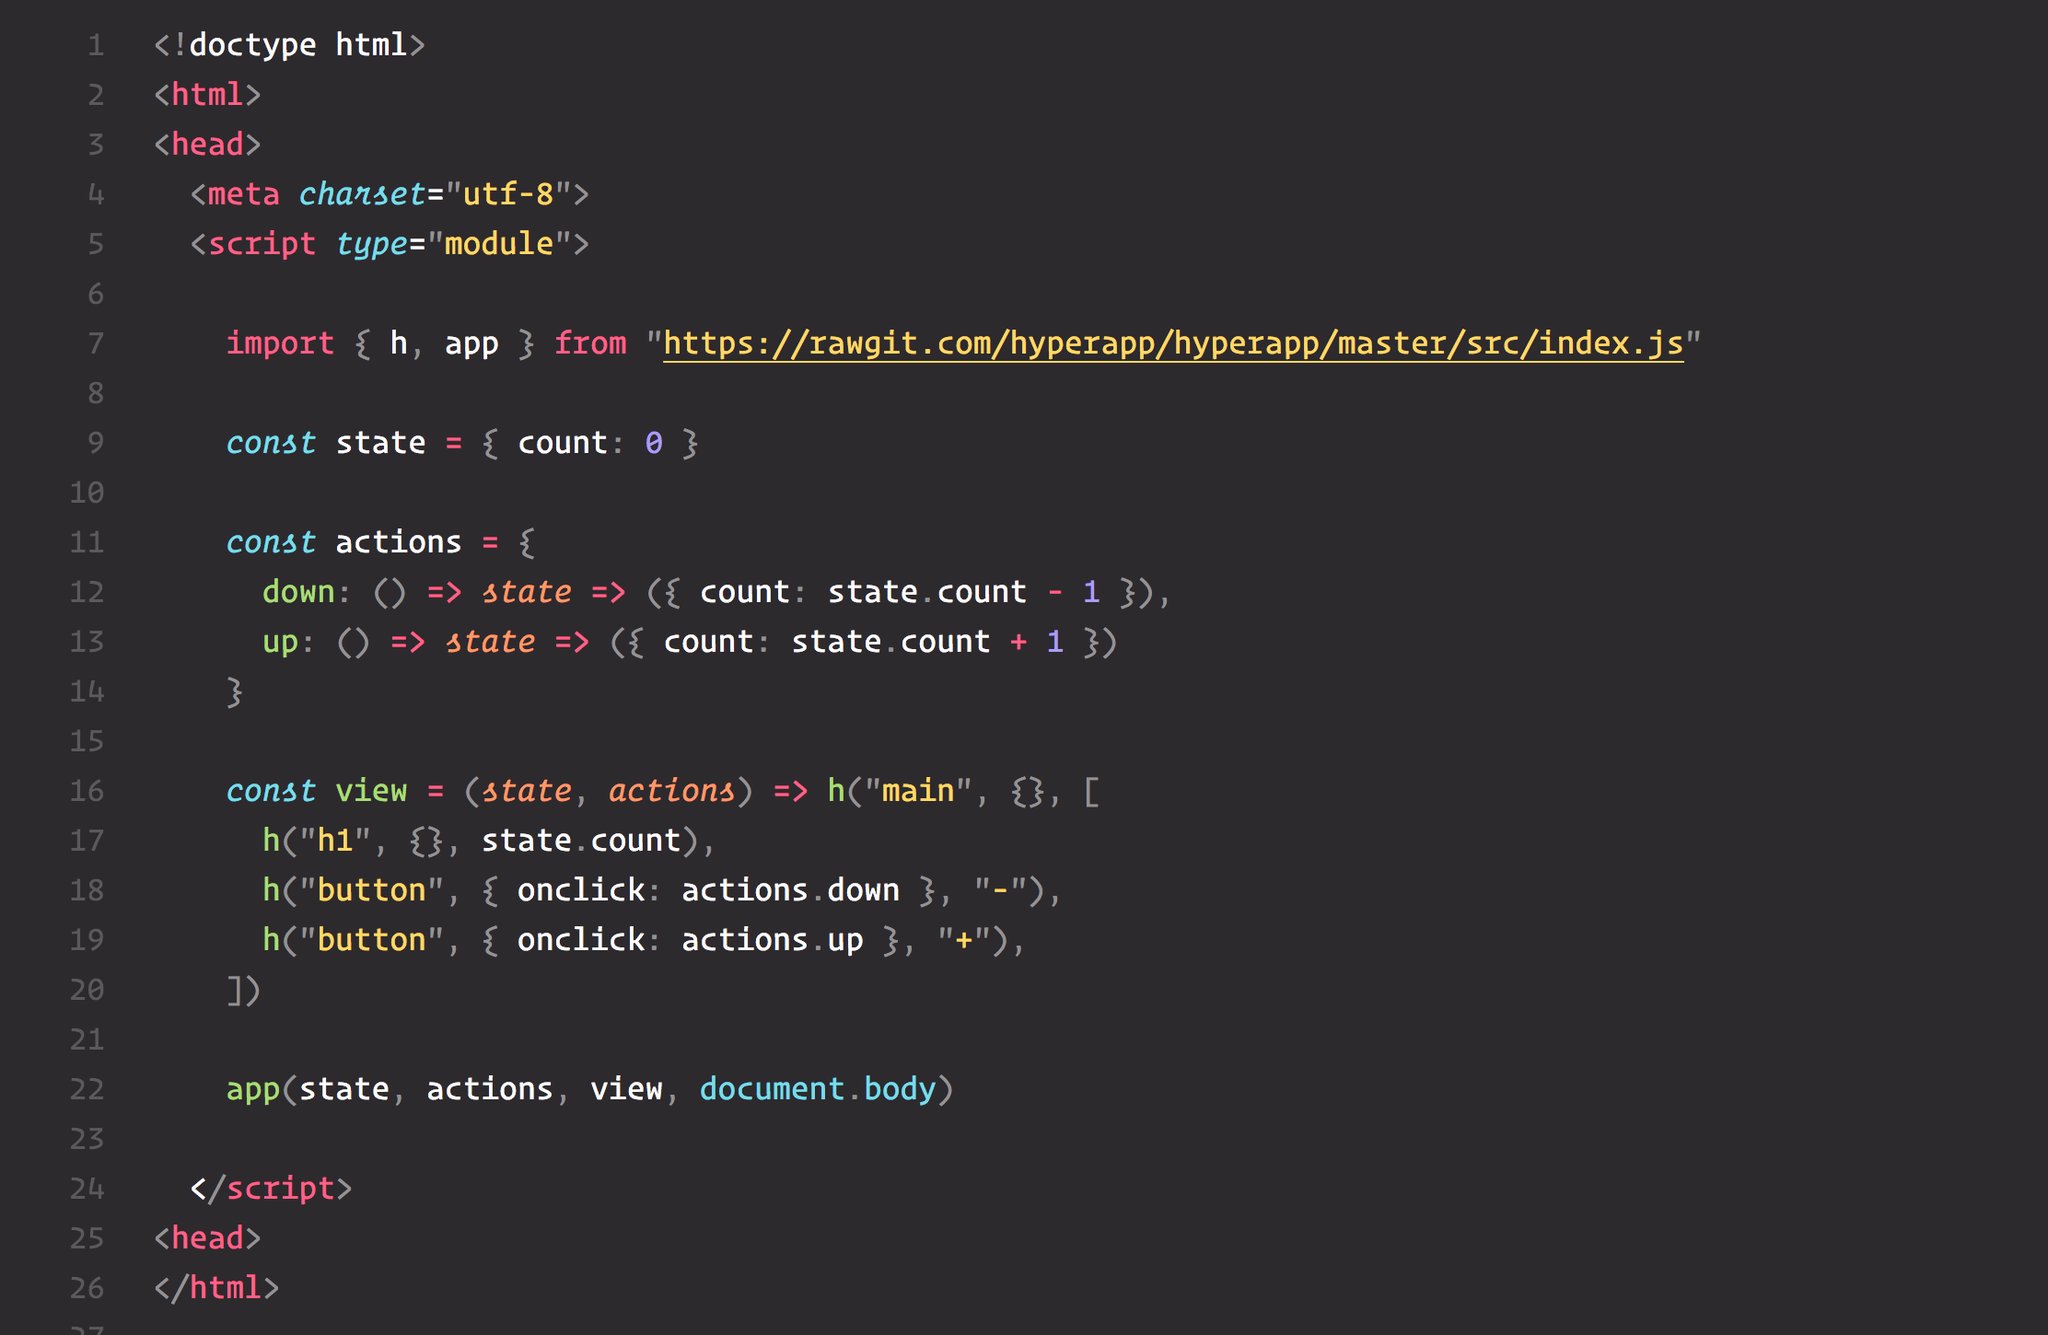 1 <!doctype html>
2 <html>
3 <head>
4   <meta charset="utf-8">
5   <script type="module">
6
7     import { h, app } from "https://rawgit.com/hyperapp/hyperapp/master/src/index.js"
8
9     const state = { count: 0 }
10
11     const actions = {
12       down: () => state => ({ count: state.count - 1 }),
13       up: () => state => ({ count: state.count + 1 })
14     }
15
16     const view = (state, actions) => h("main", {}, [
17       h("h1", {}, state.count),
18       h("button", { onclick: actions.down }, "-"),
19       h("button", { onclick: actions.up }, "+"),
20     ])
21
22     app(state, actions, view, document.body)
23
24   </script>
25 <head>
26 </html>
27